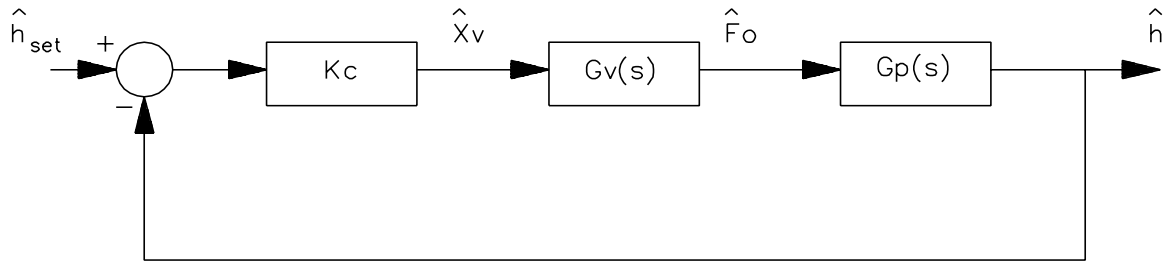 ĥset + Kc X̂v Gv(s) F̂o Gp(s) ĥ
−